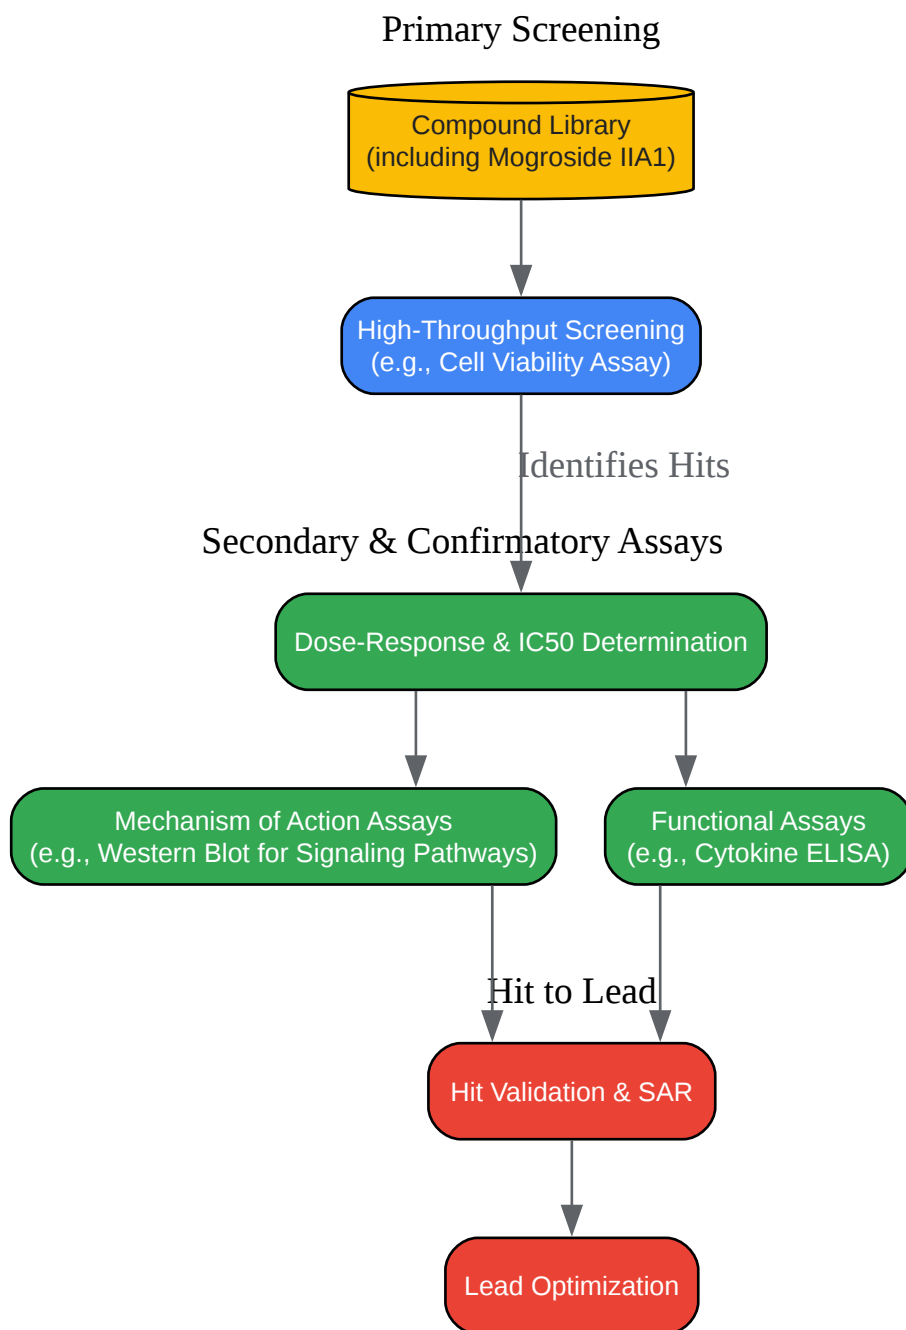 Primary Screening
Compound Library
(including Mogroside IIA1)
High-Throughput Screening
(e.g., Cell Viability Assay)
Identifies Hits
Secondary & Confirmatory Assays
Dose-Response & IC50 Determination
Mechanism of Action Assays
(e.g., Western Blot for Signaling Pathways)
Functional Assays
(e.g., Cytokine ELISA)
Hit to Lead
Hit Validation & SAR
Lead Optimization